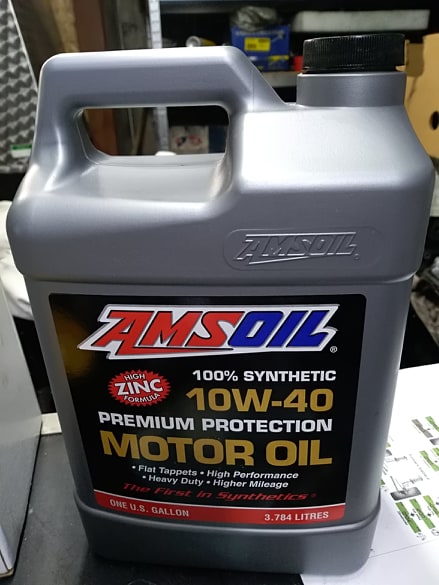 AMSOIL
AMSOIL®
HIGH
ZINC
FORMULA
100% SYNTHETIC
10W-40
PREMIUM PROTECTION
MOTOR OIL
• Flat Tappets • High Performance
• Heavy Duty • Higher Mileage
The First in Synthetics®
ONE U.S. GALLON 3.784 LITRES